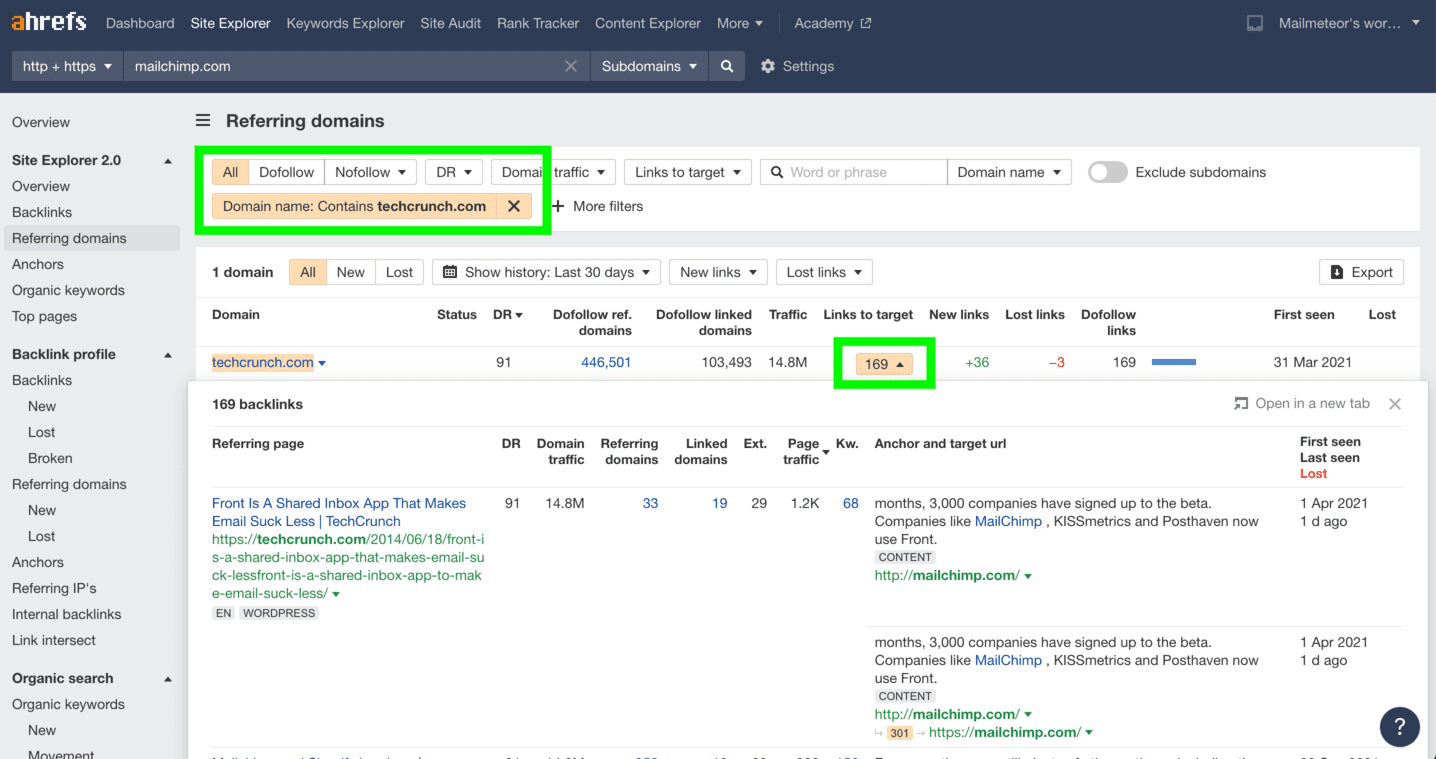 ahrefs Dashboard Site Explorer Keywords Explorer Site Audit Rank Tracker Content Explorer More Academy Mailmeteor's wor...
http + https mailchimp.com Subdomains Settings
Overview
Site Explorer 2.0
Overview
Backlinks
Referring domains
Anchors
Organic keywords
Top pages
Backlink profile
Backlinks
New
Lost
Broken
Referring domains
New
Lost
Anchors
Referring IP's
Internal backlinks
Link intersect
Organic search
Organic keywords
New
Movement
Referring domains
All Dofollow Nofollow DR Domain traffic Links to target Word or phrase Domain name Exclude subdomains
Domain name: Contains techcrunch.com More filters
1 domain All New Lost Show history: Last 30 days New links Lost links Export
Domain Status DR Dofollow ref. domains Dofollow linked domains Traffic Links to target New links Lost links Dofollow links First seen Lost
techcrunch.com 91 446,501 103,493 14.8M 169 +36 −3 169 31 Mar 2021
169 backlinks Open in a new tab
Referring page DR Domain traffic Referring domains Linked domains Ext. Page traffic Kw. Anchor and target url First seen
Last seen
Lost
Front Is A Shared Inbox App That Makes
Email Suck Less | TechCrunch
https://techcrunch.com/2014/06/18/front-i
s-a-shared-inbox-app-that-makes-email-su
ck-lessfront-is-a-shared-inbox-app-to-mak
e-email-suck-less/
EN WORDPRESS
91 14.8M 33 19 29 1.2K 68
months, 3,000 companies have signed up to the beta.
Companies like MailChimp , KISSmetrics and Posthaven now
use Front.
CONTENT
http://mailchimp.com/
1 Apr 2021
1 d ago
months, 3,000 companies have signed up to the beta.
Companies like MailChimp , KISSmetrics and Posthaven now
use Front.
CONTENT
http://mailchimp.com/
301 https://mailchimp.com/
1 Apr 2021
1 d ago
?